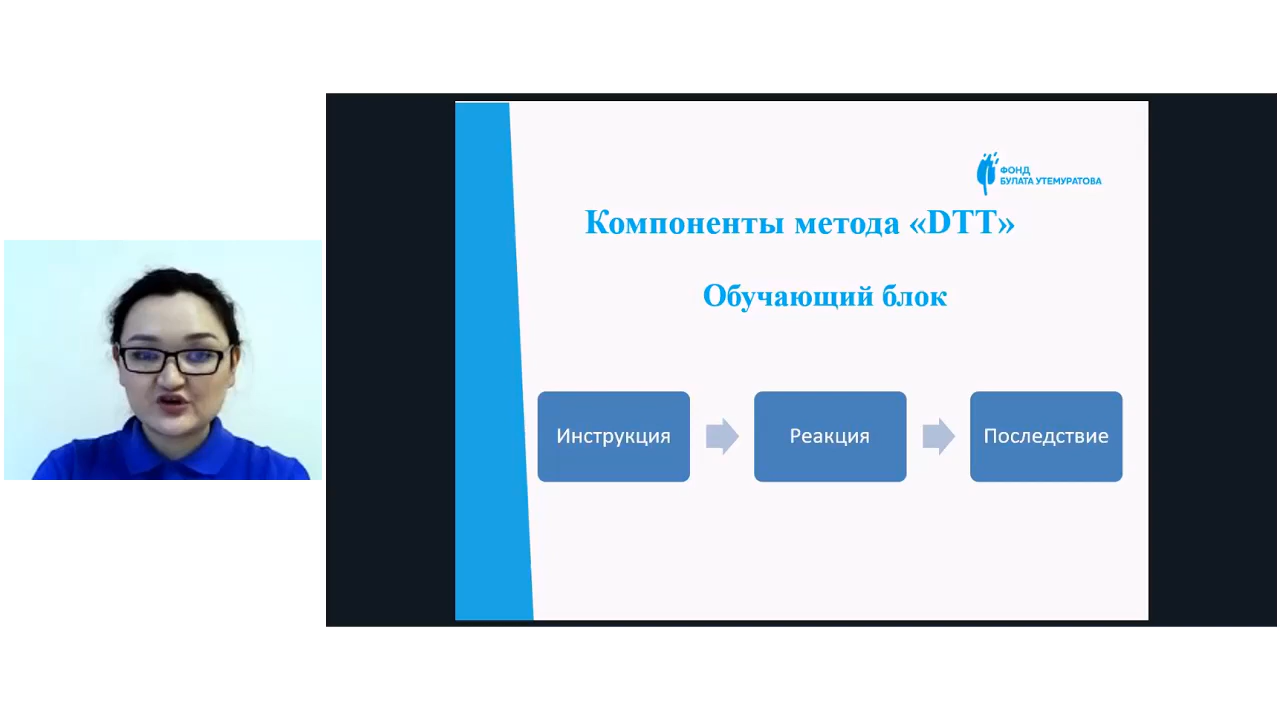 ФОНД
БУЛАТА УТЕМУРАТОВА
Компоненты метода «DTT»
Обучающий блок
Инструкция
Реакция
Последствие